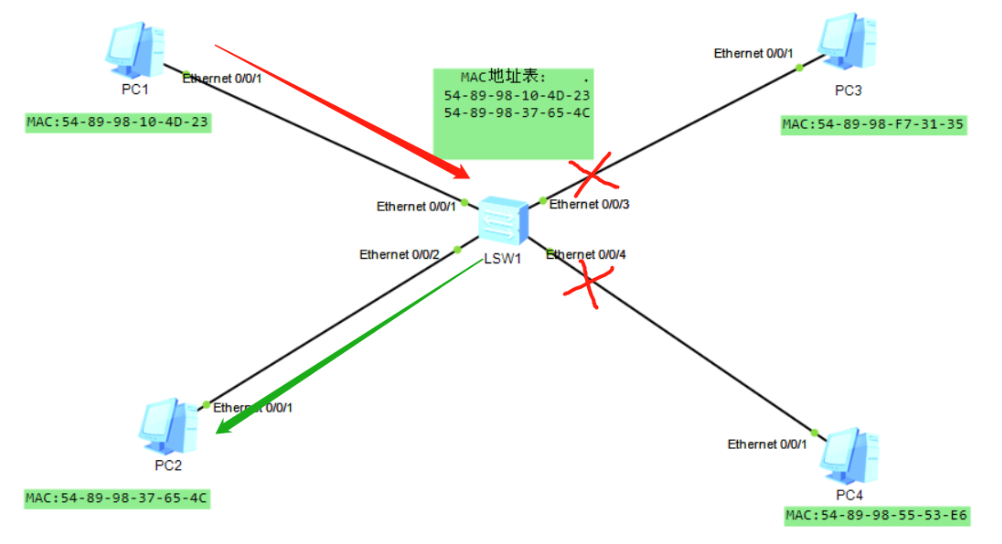 PC1
Ethernet 0/0/1
MAC:54-89-98-10-4D-23
MAC地址表: .
54-89-98-10-4D-23
54-89-98-37-65-4C
Ethernet 0/0/1
PC3
MAC:54-89-98-F7-31-35
Ethernet 0/0/1
Ethernet 0/0/3
Ethernet 0/0/2
LSW1
Ethernet 0/0/4
Ethernet 0/0/1
PC2
MAC:54-89-98-37-65-4C
Ethernet 0/0/1
PC4
MAC:54-89-98-55-53-E6